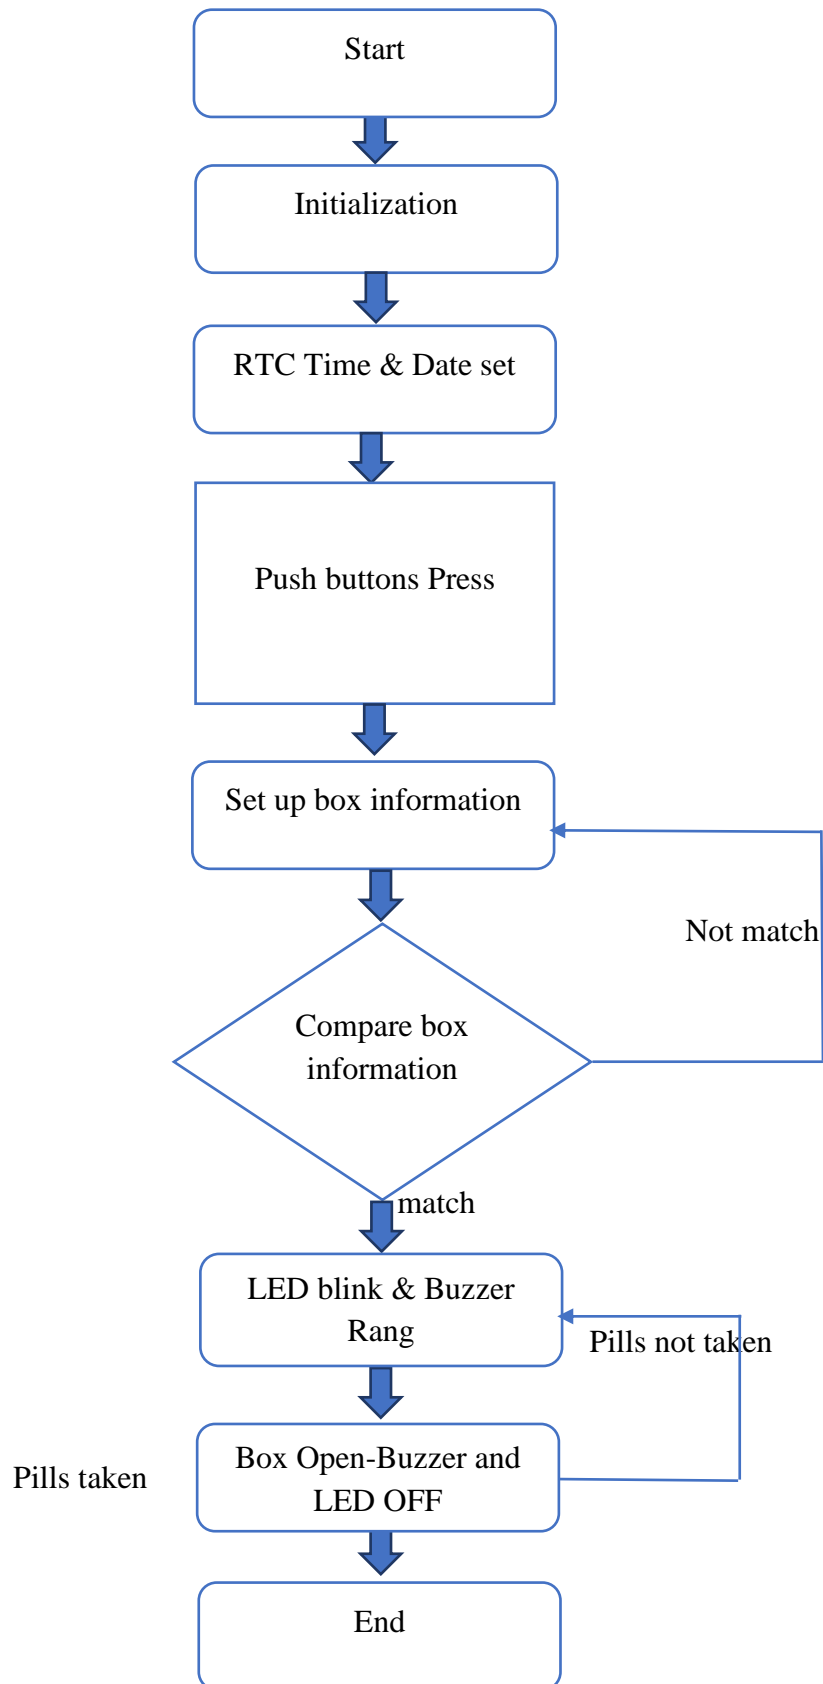 Start
Initialization
RTC Time & Date set
Push buttons Press
Set up box information
Not match
Compare box
information
match
LED blink & Buzzer
Rang
Pills not taken
Box Open-Buzzer and
LED OFF
Pills taken
End